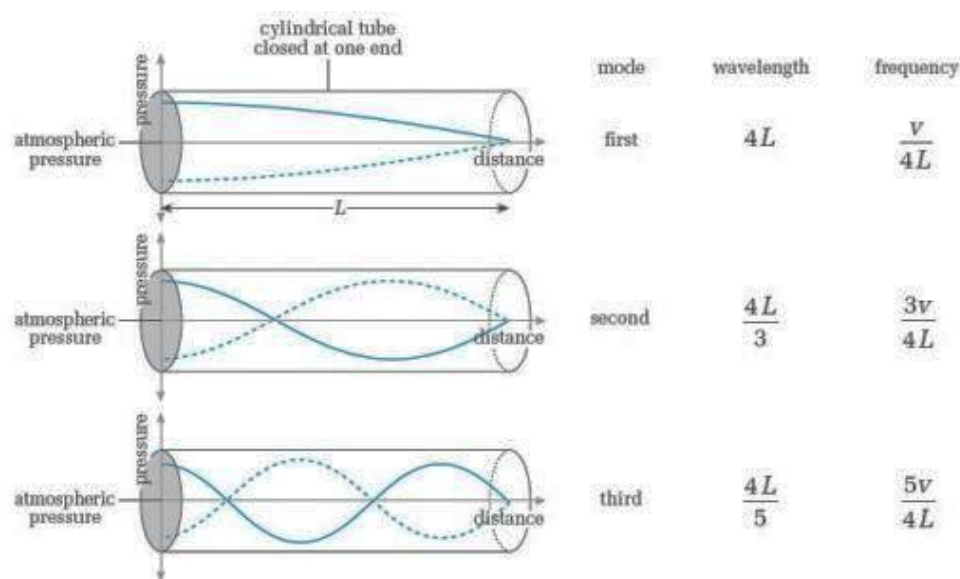 cylindrical tube
closed at one end
mode wavelength frequency
pressure
atmospheric
pressure
distance
L
first 4L v/4L
pressure
atmospheric
pressure
distance
second 4L/3 3v/4L
pressure
atmospheric
pressure
distance
third 4L/5 5v/4L